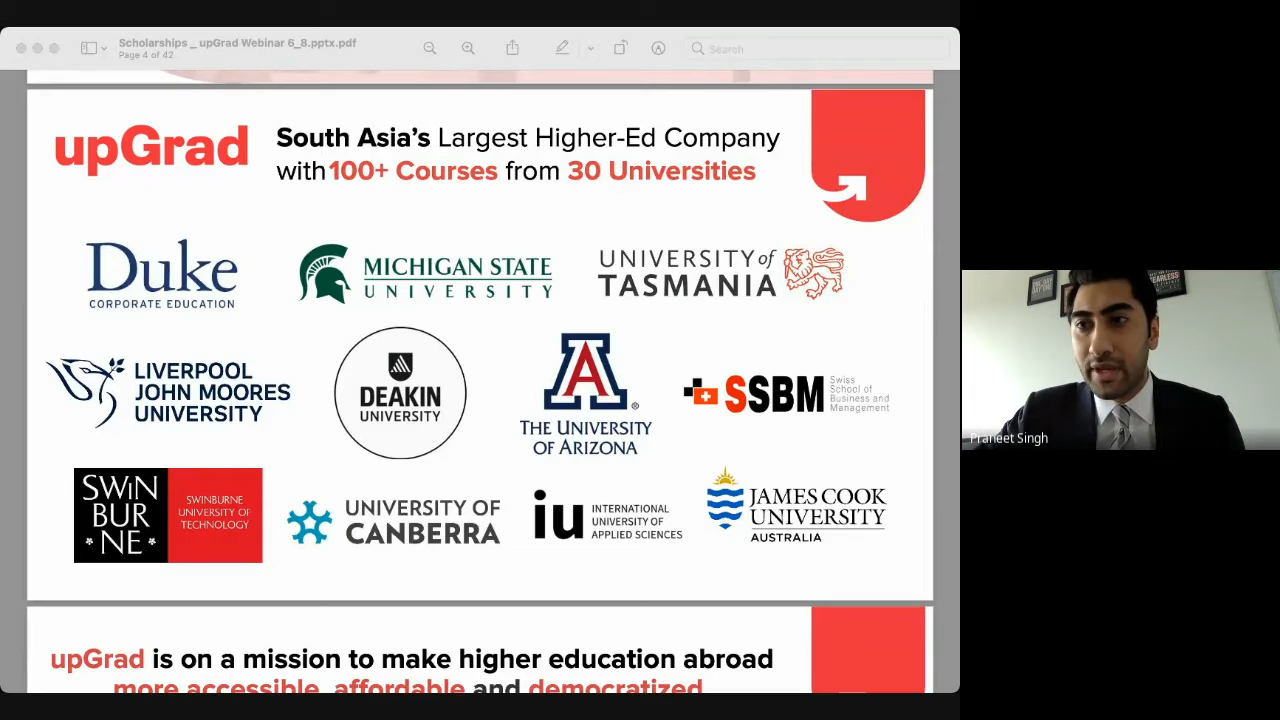 Scholarships _ upGrad Webinar 6_8.pptx.pdf
Page 4 of 42
Search
upGrad
South Asia's Largest Higher-Ed Company
with 100+ Courses from 30 Universities
Duke
CORPORATE EDUCATION
MICHIGAN STATE
UNIVERSITY
UNIVERSITY of
TASMANIA
LIVERPOOL
JOHN MOORES
UNIVERSITY
DEAKIN
UNIVERSITY
A
THE UNIVERSITY
OF ARIZONA
SSBM
Swiss
School of
Business and
Management
SWIN
BUR
NE
SWINBURNE
UNIVERSITY OF
TECHNOLOGY
UNIVERSITY OF
CANBERRA
iu
INTERNATIONAL
UNIVERSITY OF
APPLIED SCIENCES
JAMES COOK
UNIVERSITY
AUSTRALIA
upGrad is on a mission to make higher education abroad
more accessible, affordable and democratized
Praneet Singh